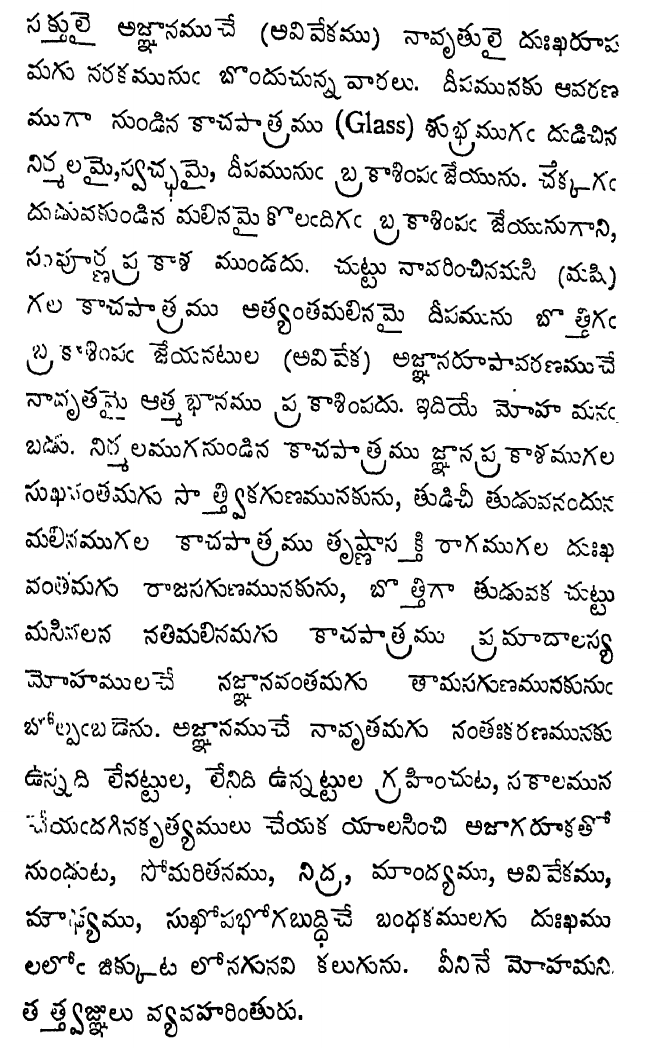 సక్తులై అజ్ఞానముచే (అవివేకము) నావృతులై దుఃఖరూప
మగు నరకమునుఁ బొందుచున్న వారలు. దీపమునకు ఆవరణ
ముగా నుండిన కాచపాత్రము (Glass) శుభ్రముగఁ దుడిచిన
నిర్మలమై,స్వచ్ఛమై, దీపమునుఁ బ్రకాశింపఁ జేయును. చక్కగఁ
దుడువకుండిన మలినమై కొలఁదిగఁ బ్రకాశింపఁ జేయునుగాని,
సంపూర్ణప్రకాశ ముండదు. చుట్టు నావరించినమసి (మషి)
గల కాచపాత్రము అత్యంతమలినమై దీపమును బొత్తిగఁ
బ్రకాశింపఁ జేయనటుల (అవివేక) అజ్ఞానరూపావరణముచే
నావృతమై ఆత్మభానము ప్రకాశింపదు. ఇదియే మోహ మనఁ
బడు. నిర్మలముగనుండిన కాచపాత్రము జ్ఞానప్రకాశముగల
సుఖవంతమగు సాత్త్వికగుణమునకును, తుడిచీ తుడువనందున
మలినముగల కాచపాత్రము తృష్ణాసక్తి రాగముగల దుఃఖ
వంతమగు రాజసగుణమునకును, బొత్తిగా తుడువక చుట్టు
మసివలన నతిమలినమగు కాచపాత్రము ప్రమాదాలస్య
మోహములచే నజ్ఞానవంతమగు తామసగుణమునకునుఁ
బోల్పఁబడెను. అజ్ఞానముచే నావృతమగు నంతఃకరణమునకు
ఉన్నది లేనట్టుల, లేనిది ఉన్నట్టుల గ్రహించుట, సకాలమున
చేయఁదగినకృత్యములు చేయక యాలసించి అజాగరూకతో
నుండుట, సోమరితనము, నిద్ర, మాంద్యము, అవివేకము,
మౌఢ్యము, సుఖోపభోగబుద్ధిచే బంధకములగు దుఃఖము
లలోఁ జిక్కుట లోనగునవి కలుగును. వీనినే మోహమని
తత్త్వజ్ఞులు వ్యవహరింతురు.